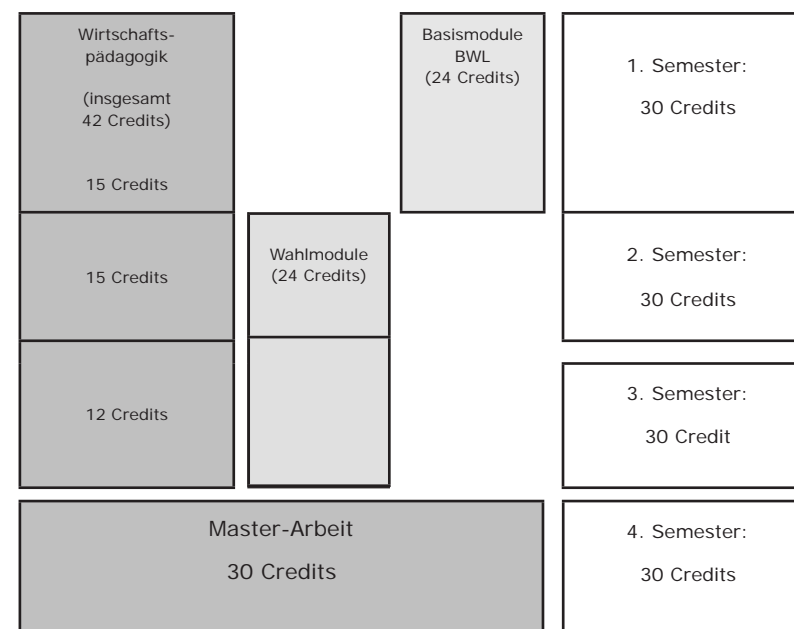 Wirtschafts-
pädagogik
(insgesamt
42 Credits)
15 Credits
Basismodule
BWL
(24 Credits)
1. Semester:
30 Credits
15 Credits
Wahlmodule
(24 Credits)
2. Semester:
30 Credits
12 Credits
3. Semester:
30 Credit
Master-Arbeit
30 Credits
4. Semester:
30 Credits